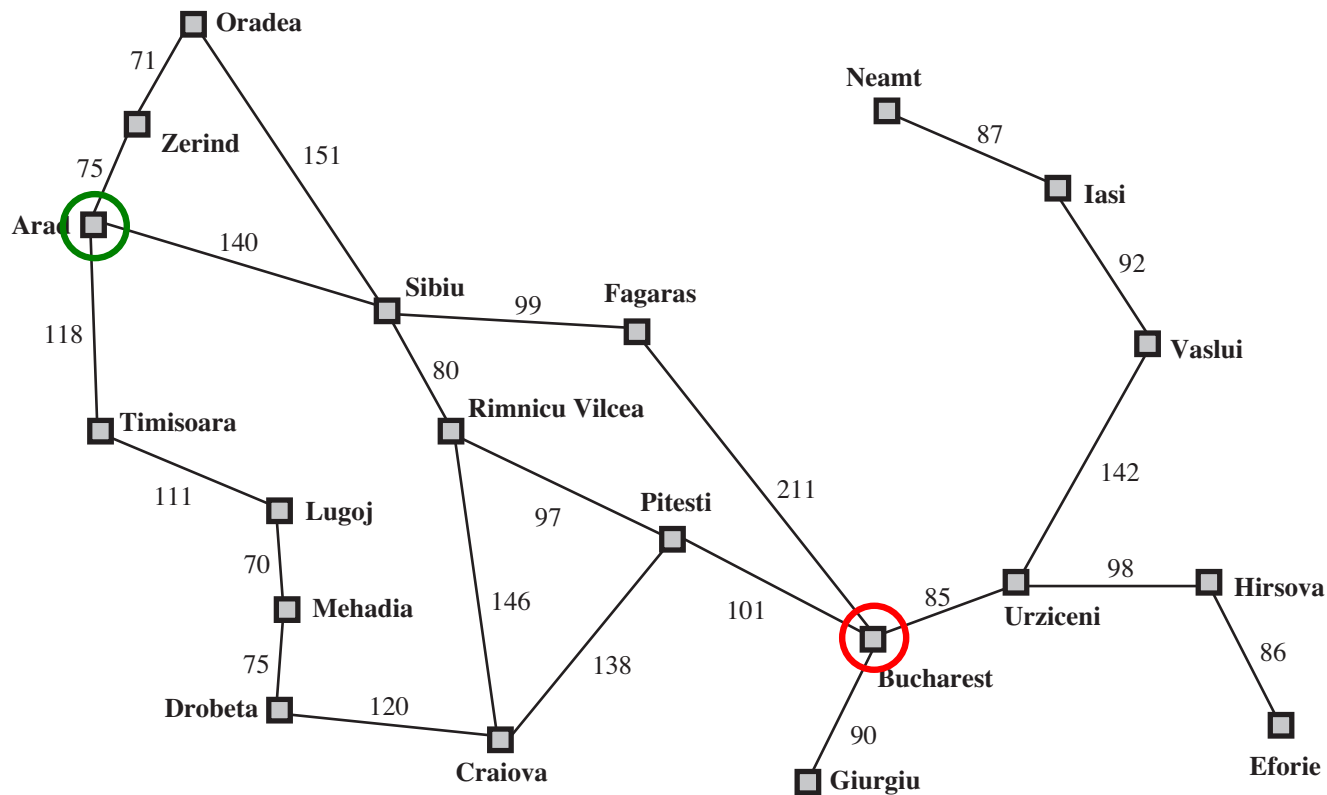 Oradea
71
Neamt
87
Zerind
151
75
Iasi
Arad
140
92
Sibiu
99
Fagaras
118
Vaslui
80
Timisoara
Rimnicu Vilcea
142
111
211
Lugoj
97
Pitesti
70
98
Hirsova
Mehadia
146
101
85
Urziceni
75
138
86
Bucharest
Drobeta
120
90
Craiova
Giurgiu
Eforie